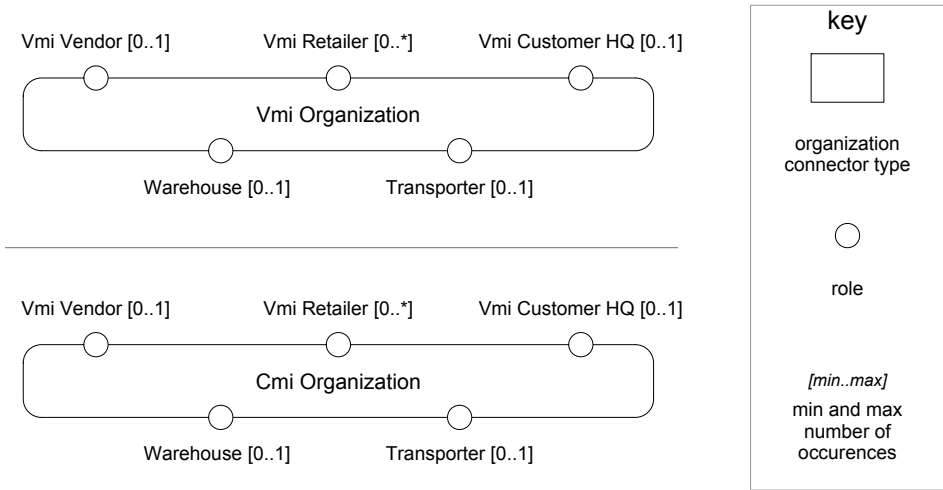 Vmi Vendor [0..1] Vmi Retailer [0..*] Vmi Customer HQ [0..1]
Vmi Organization
Warehouse [0..1] Transporter [0..1]
Vmi Vendor [0..1] Vmi Retailer [0..*] Vmi Customer HQ [0..1]
Cmi Organization
Warehouse [0..1] Transporter [0..1]
key
organization
connector type
role
[min..max]
min and max
number of
occurences